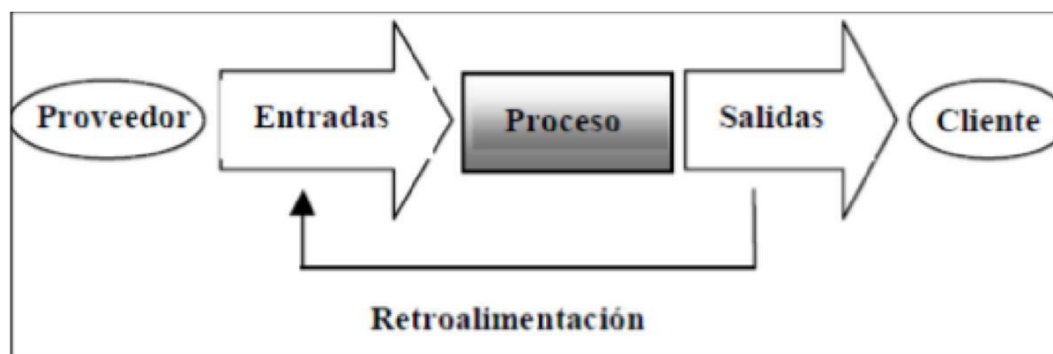 Proveedor
Entradas
Proceso
Salidas
Cliente
Retroalimentación